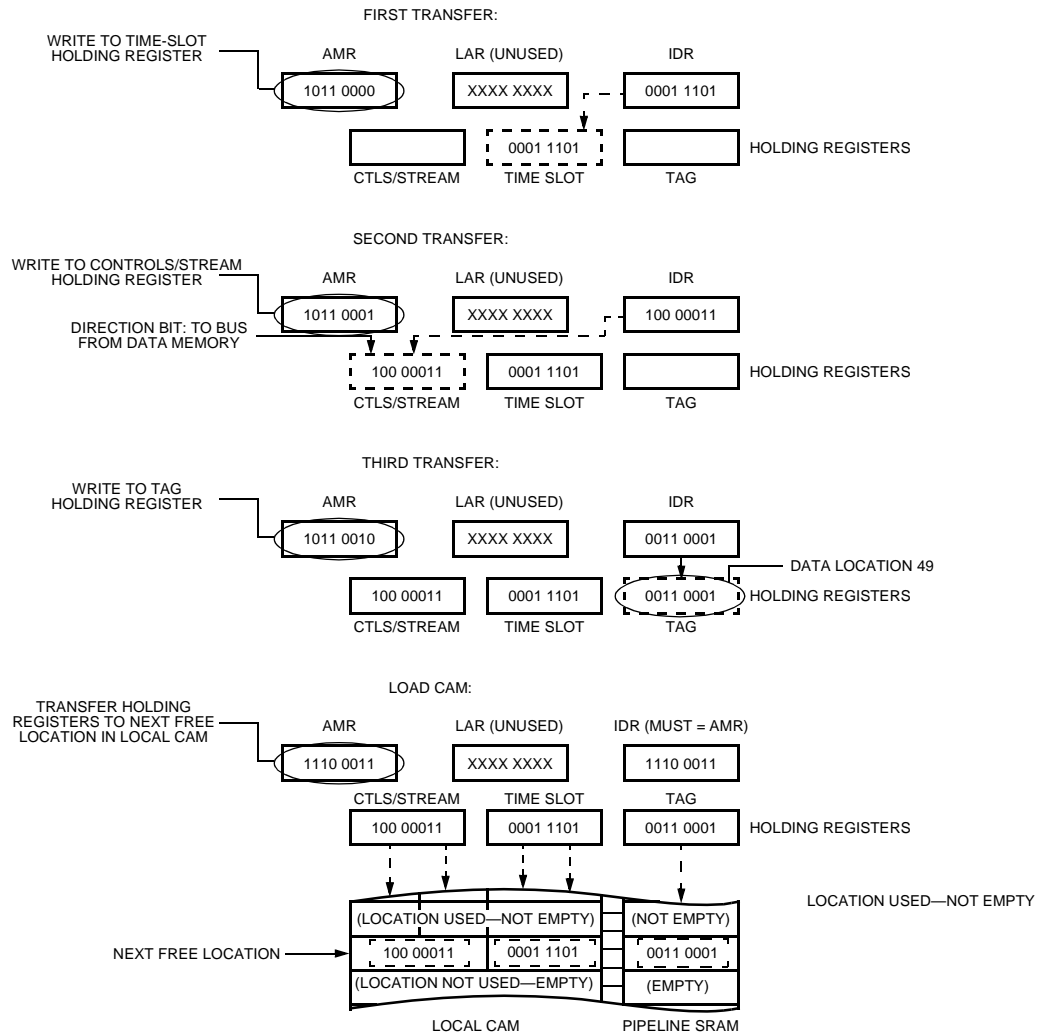 FIRST TRANSFER:
WRITE TO TIME-SLOT
HOLDING REGISTER
AMR
LAR (UNUSED)
IDR
1011 0000
XXXX XXXX
0001 1101
0001 1101
HOLDING REGISTERS
CTLS/STREAM
TIME SLOT
TAG
SECOND TRANSFER:
WRITE TO CONTROLS/STREAM
HOLDING REGISTER
AMR
LAR (UNUSED)
IDR
1011 0001
XXXX XXXX
100 00011
DIRECTION BIT: TO BUS
FROM DATA MEMORY
100 00011
0001 1101
HOLDING REGISTERS
CTLS/STREAM
TIME SLOT
TAG
THIRD TRANSFER:
WRITE TO TAG
HOLDING REGISTER
AMR
LAR (UNUSED)
IDR
1011 0010
XXXX XXXX
0011 0001
DATA LOCATION 49
100 00011
0001 1101
0011 0001
HOLDING REGISTERS
CTLS/STREAM
TIME SLOT
TAG
LOAD CAM:
TRANSFER HOLDING
REGISTERS TO NEXT FREE
LOCATION IN LOCAL CAM
AMR
LAR (UNUSED)
IDR (MUST = AMR)
1110 0011
XXXX XXXX
1110 0011
CTLS/STREAM
TIME SLOT
TAG
100 00011
0001 1101
0011 0001
HOLDING REGISTERS
LOCATION USED—NOT EMPTY
(LOCATION USED—NOT EMPTY)
(NOT EMPTY)
NEXT FREE LOCATION
100 00011
0001 1101
0011 0001
(LOCATION NOT USED—EMPTY)
(EMPTY)
LOCAL CAM
PIPELINE SRAM